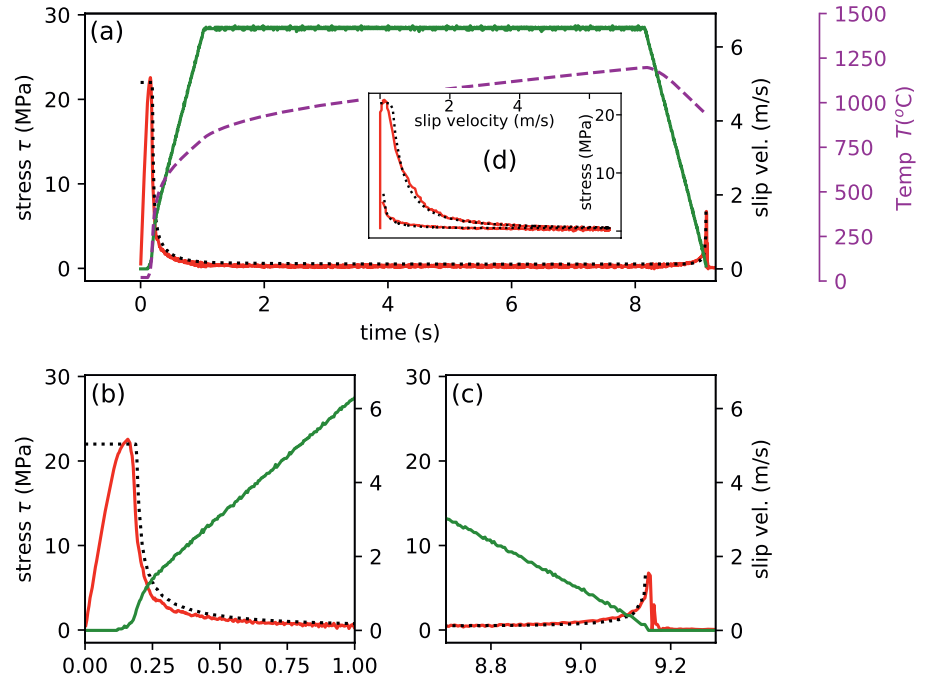 (a)
30
20
10
0
stress τ (MPa)
0 2 4 6 8
time (s)
6
4
2
0
slip vel. (m/s)
1500
1250
1000
750
500
250
0
Temp T(°C)
2 4
slip velocity (m/s)
(d)
20
10
stress (MPa)
(b)
30
20
10
0
stress τ (MPa)
0.00 0.25 0.50 0.75 1.00
6
4
2
0
(c)
30
20
10
0
8.8 9.0 9.2
6
4
2
0
slip vel. (m/s)